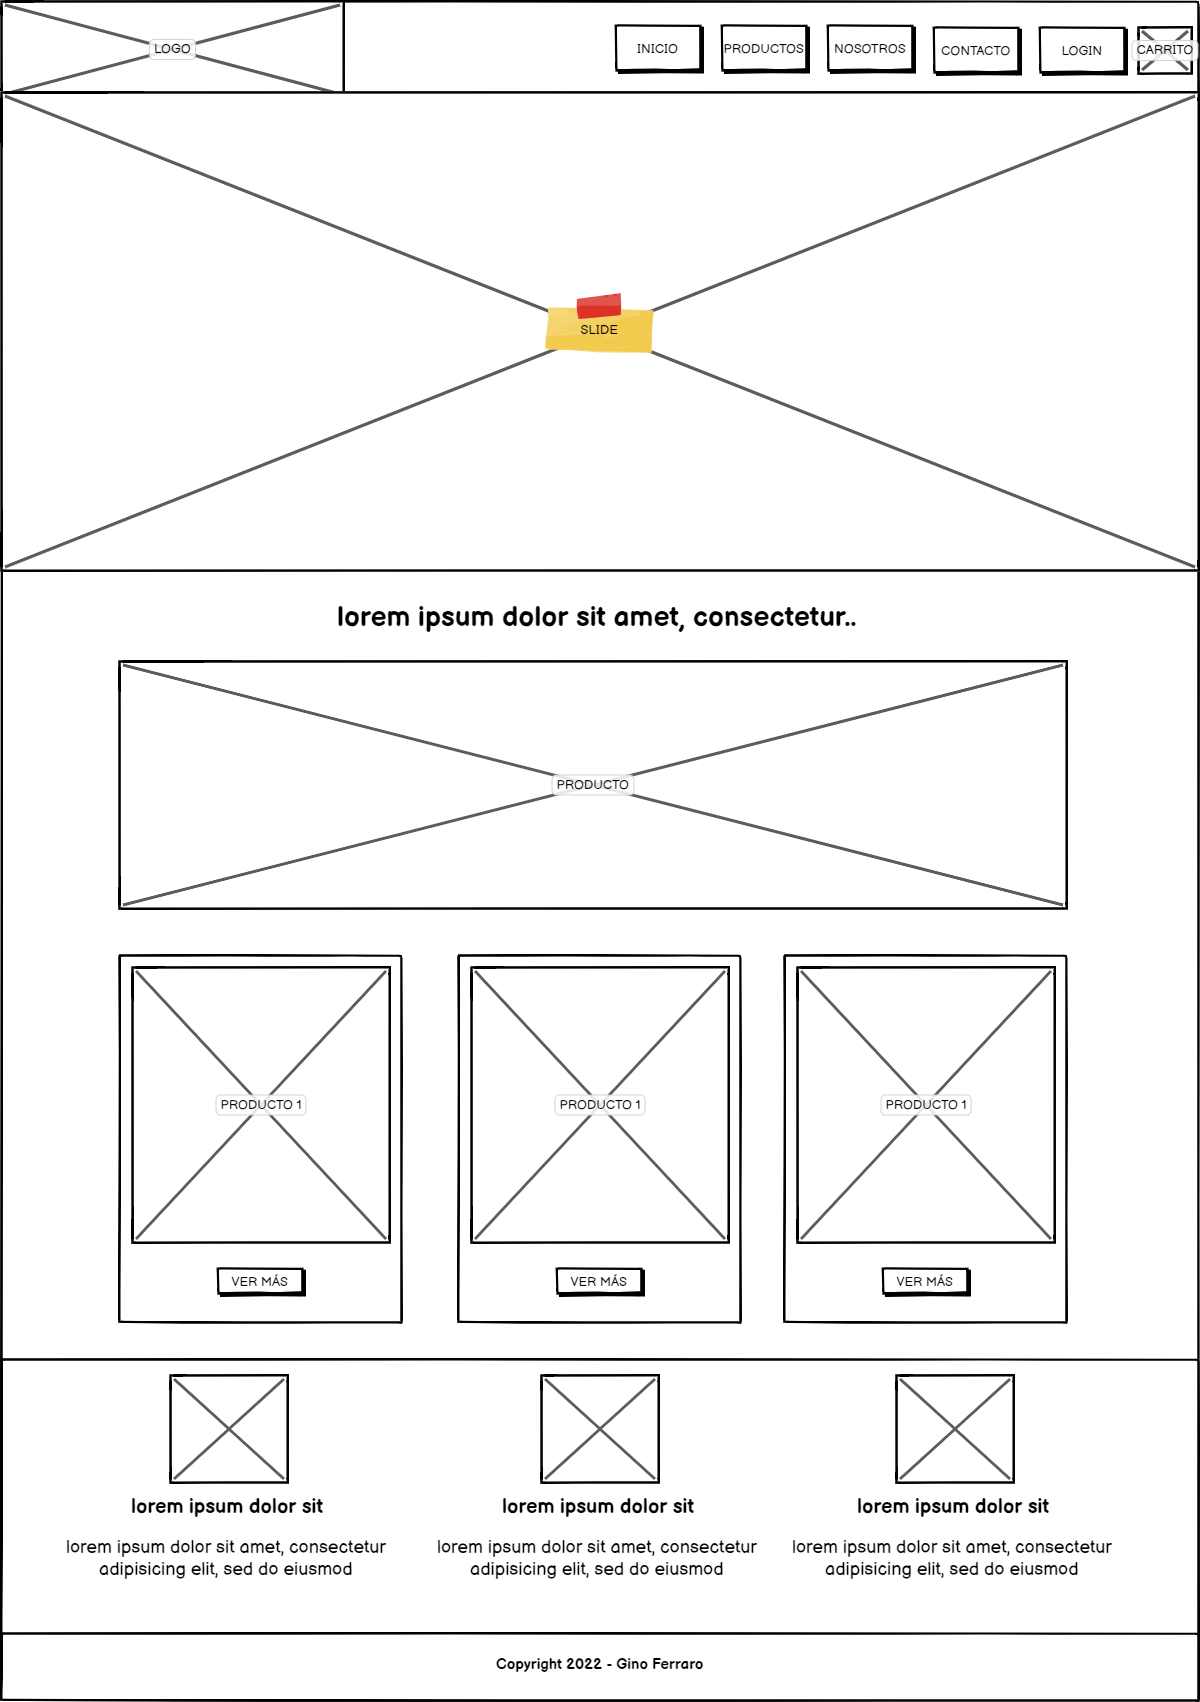 LOGO
INICIO
PRODUCTOS
NOSOTROS
CONTACTO
LOGIN
CARRITO
SLIDE
lorem ipsum dolor sit amet, consectetur..
PRODUCTO
PRODUCTO 1
PRODUCTO 1
PRODUCTO 1
VER MÁS
VER MÁS
VER MÁS
lorem ipsum dolor sit
lorem ipsum dolor sit amet, consectetur
adipisicing elit, sed do eiusmod
lorem ipsum dolor sit
lorem ipsum dolor sit amet, consectetur
adipisicing elit, sed do eiusmod
lorem ipsum dolor sit
lorem ipsum dolor sit amet, consectetur
adipisicing elit, sed do eiusmod
Copyright 2022 - Gino Ferraro